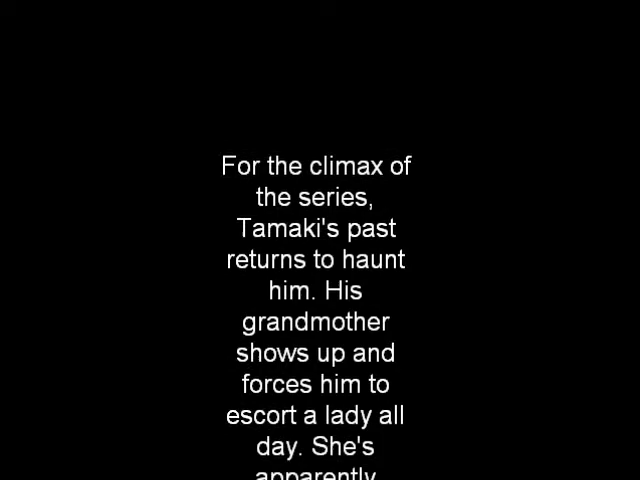 For the climax of
the series,
Tamaki's past
returns to haunt
him. His
grandmother
shows up and
forces him to
escort a lady all
day. She's
apparently